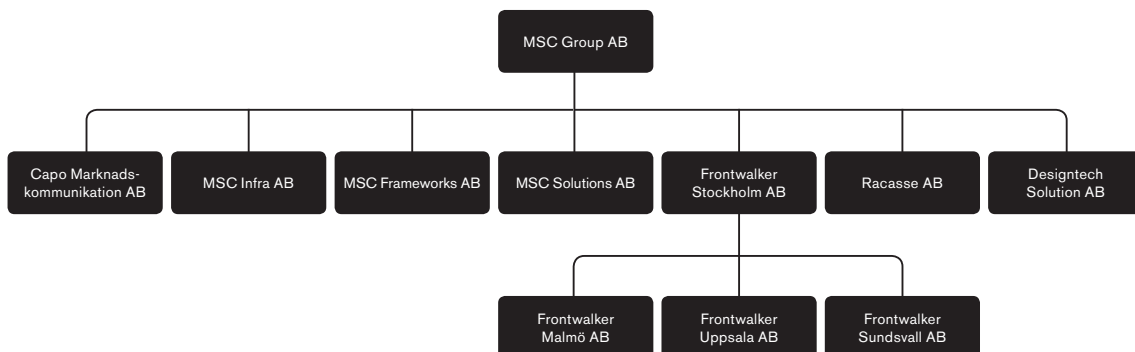 MSC Group AB
Capo Marknads-
kommunikation AB
MSC Infra AB
MSC Frameworks AB
MSC Solutions AB
Frontwalker
Stockholm AB
Racasse AB
Designtech
Solution AB
Frontwalker
Malmö AB
Frontwalker
Uppsala AB
Frontwalker
Sundsvall AB